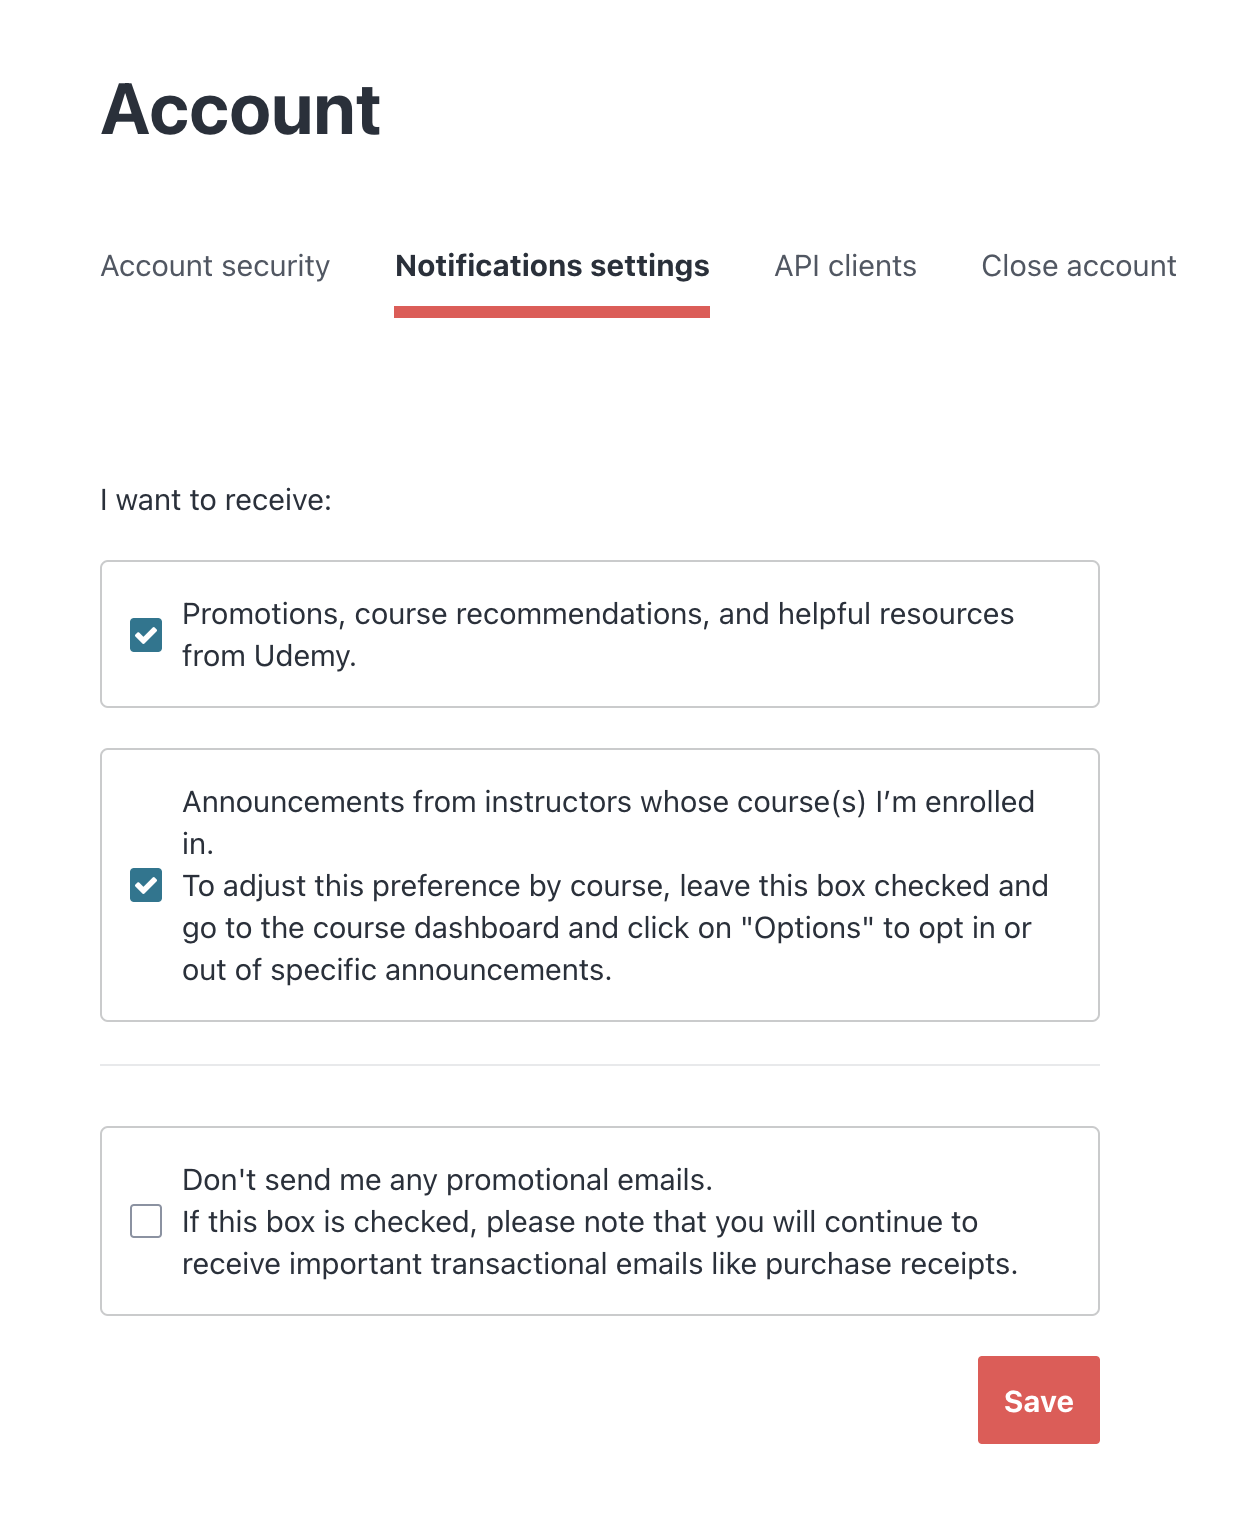 Account
Account security Notifications settings API clients Close account
I want to receive:
Promotions, course recommendations, and helpful resources
from Udemy.
Announcements from instructors whose course(s) I’m enrolled
in.
To adjust this preference by course, leave this box checked and
go to the course dashboard and click on "Options" to opt in or
out of specific announcements.
Don't send me any promotional emails.
If this box is checked, please note that you will continue to
receive important transactional emails like purchase receipts.
Save